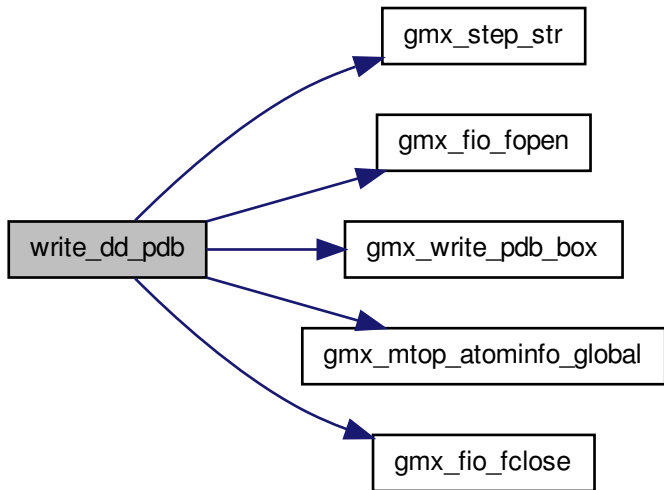 gmx_step_str
gmx_fio_fopen
write_dd_pdb
gmx_write_pdb_box
gmx_mtop_atominfo_global
gmx_fio_fclose